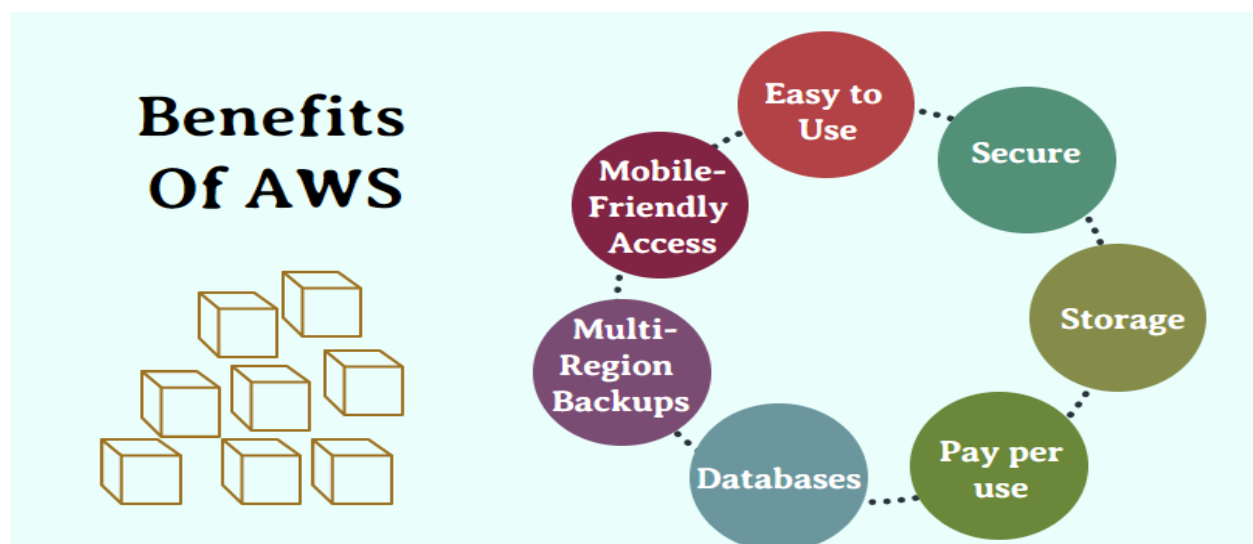 Benefits
Of AWS
Easy to
Use
Secure
Storage
Pay per
use
Databases
Multi-
Region
Backups
Mobile-
Friendly
Access